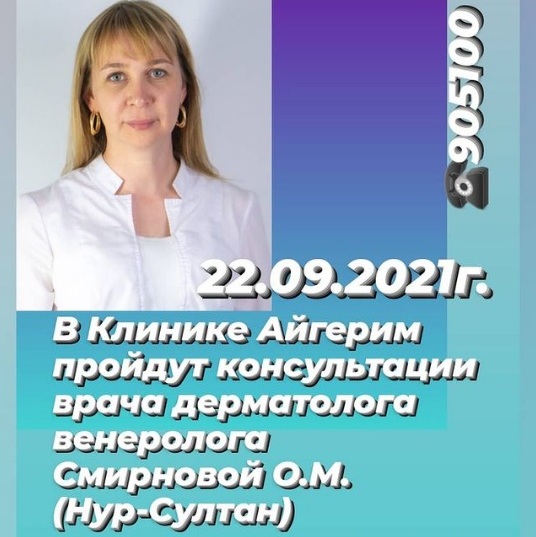 905100
22.09.2021г.
В Клинике Айгерим
пройдут консультации
врача дерматолога
венеролога
Смирновой О.М.
(Нур-Султан)